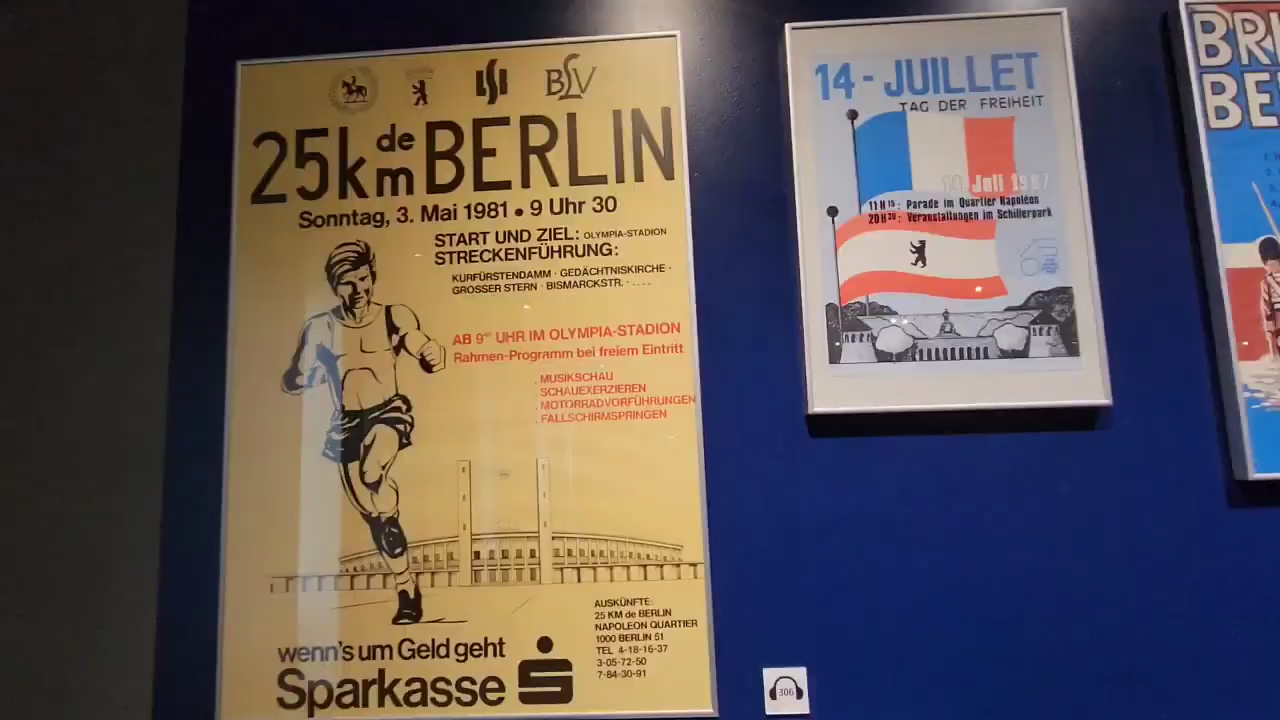 25km de BERLIN
Sonntag, 3. Mai 1981 • 9 Uhr 30
START UND ZIEL: OLYMPIA-STADION
STRECKENFÜHRUNG:
KURFÜRSTENDAMM · GEDÄCHTNISKIRCHE ·
GROSSER STERN · BISMARCKSTR. · ....
AB 9⁰⁰ UHR IM OLYMPIA-STADION
Rahmen-Programm bei freiem Eintritt
. MUSIKSCHAU
. SCHAUEXERZIEREN
. MOTORRADVORFÜHRUNGEN
. FALLSCHIRMSPRINGEN
AUSKÜNFTE:
25 KM de BERLIN
NAPOLEON QUARTIER
1000 BERLIN 51
TEL 4-18-16-37
3-05-72-50
7-84-30-91
wenn's um Geld geht
Sparkasse
BSV
14-JUILLET
TAG DER FREIHEIT
Juli
11H15: Parade im Quartier Napoléon
20H30: Veranstaltungen im Schillerpark
306
BR
BE